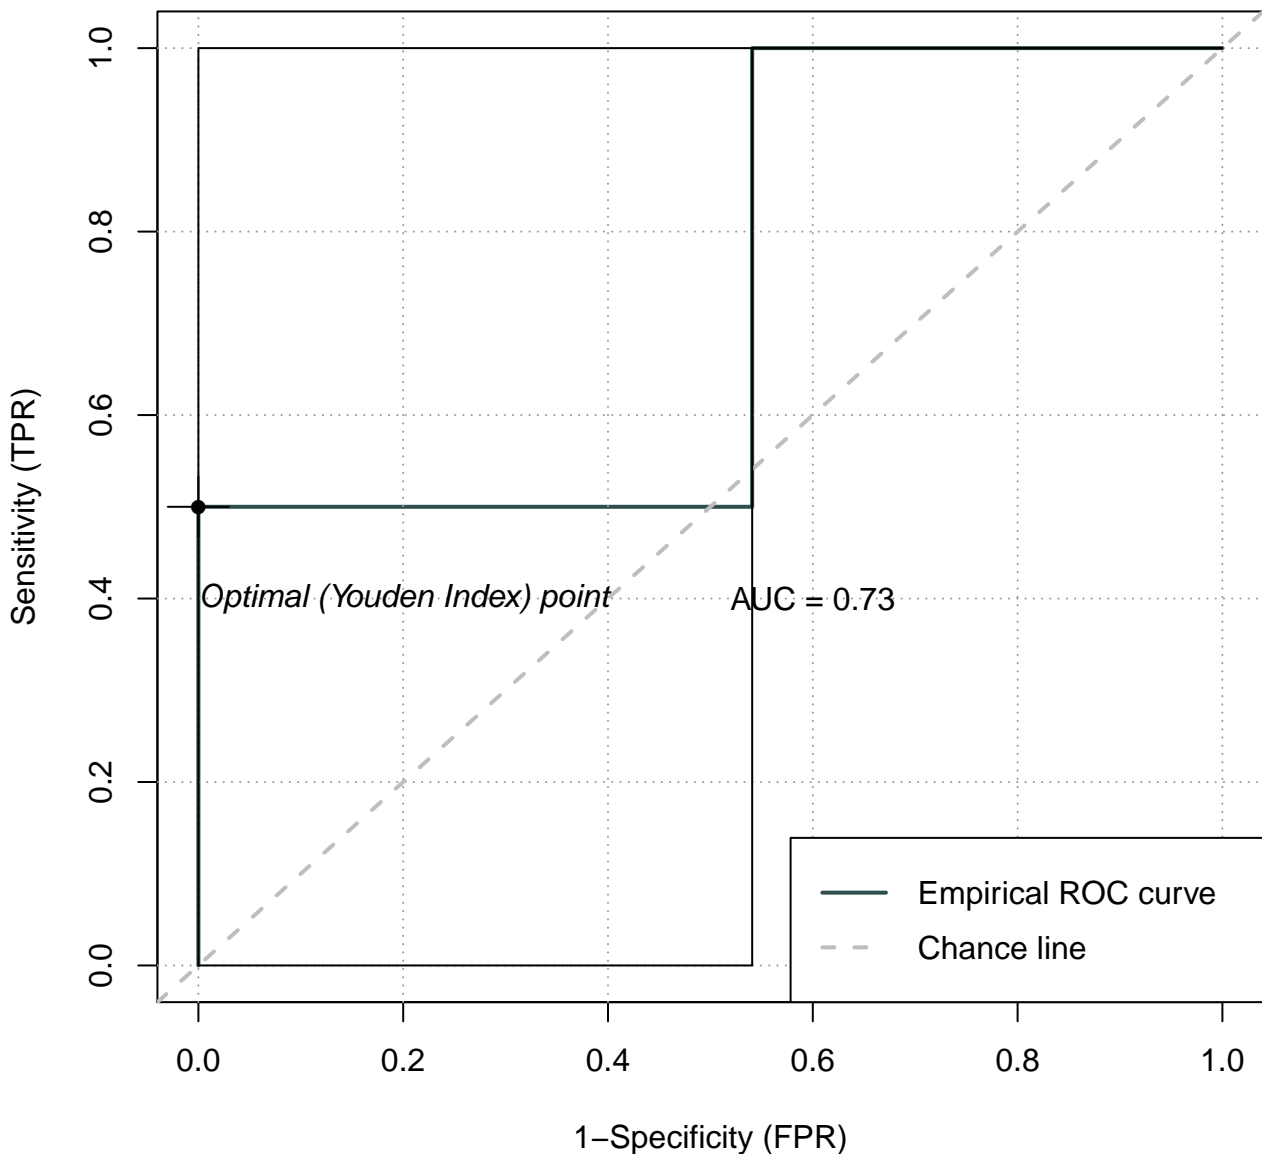 1.0
0.8
0.6
0.4
0.2
0.0
Sensitivity (TPR)
Optimal (Youden Index) point
AUC = 0.73
Empirical ROC curve
Chance line
0.0 0.2 0.4 0.6 0.8 1.0
1−Specificity (FPR)